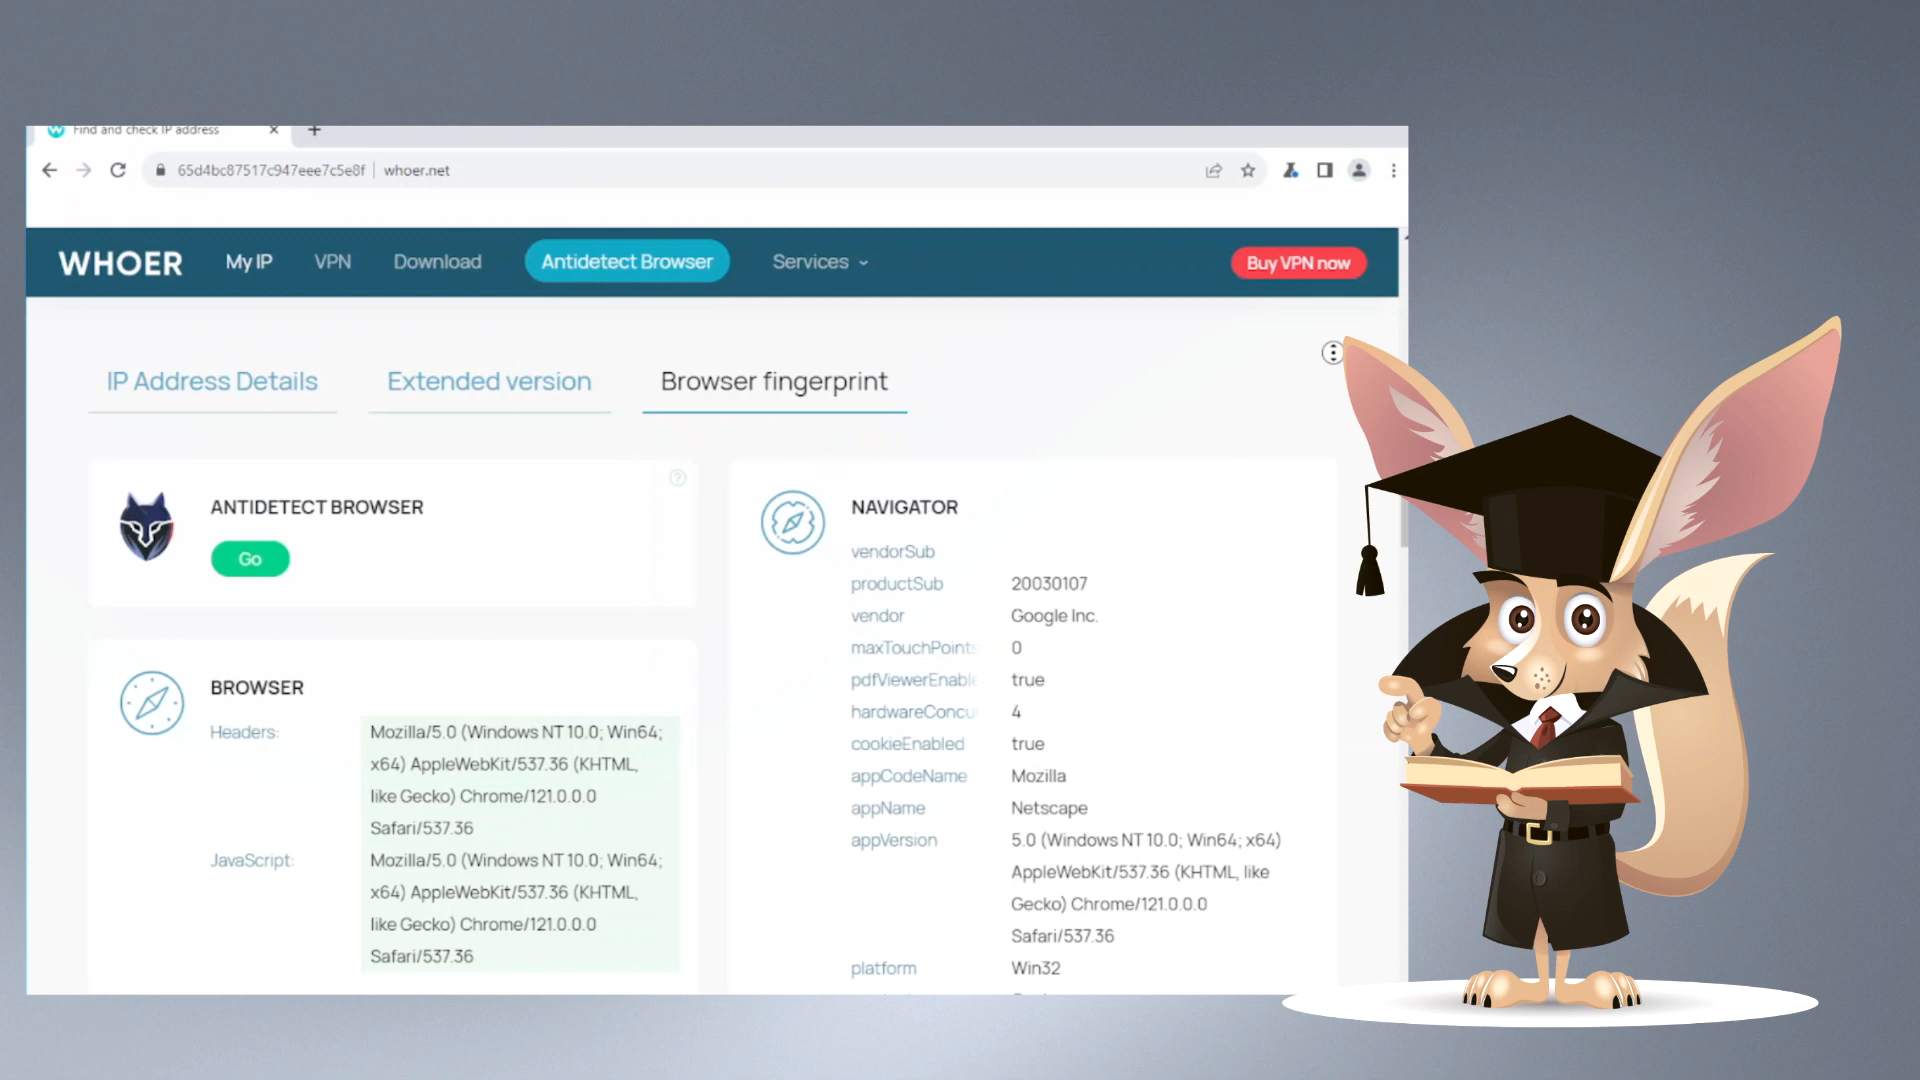 Find and check IP address
65d4bc87517c947eee7c5e8f | whoer.net
WHOER My IP VPN Download Antidetect Browser Services Buy VPN now
IP Address Details Extended version Browser fingerprint
ANTIDETECT BROWSER
Go
BROWSER
Headers: Mozilla/5.0 (Windows NT 10.0; Win64;
x64) AppleWebKit/537.36 (KHTML,
like Gecko) Chrome/121.0.0.0
Safari/537.36
JavaScript: Mozilla/5.0 (Windows NT 10.0; Win64;
x64) AppleWebKit/537.36 (KHTML,
like Gecko) Chrome/121.0.0.0
Safari/537.36
NAVIGATOR
vendorSub
productSub 20030107
vendor Google Inc.
maxTouchPoints 0
pdfViewerEnable true
hardwareConcu 4
cookieEnabled true
appCodeName Mozilla
appName Netscape
appVersion 5.0 (Windows NT 10.0; Win64; x64)
AppleWebKit/537.36 (KHTML, like
Gecko) Chrome/121.0.0.0
Safari/537.36
platform Win32